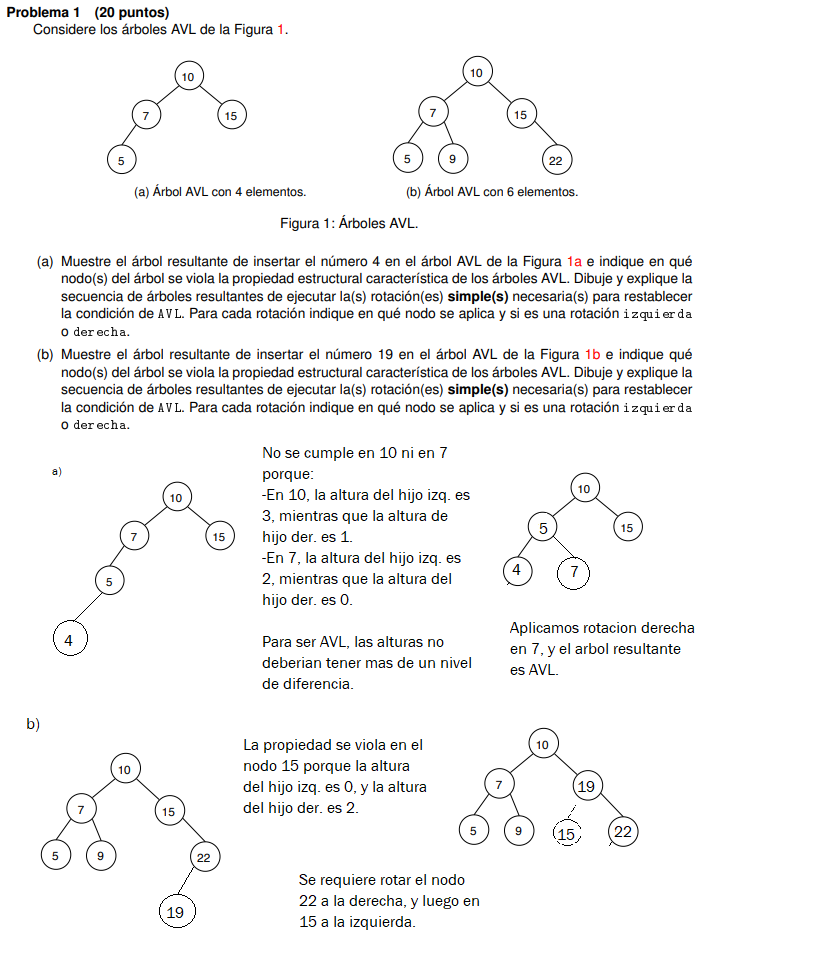 Problema 1 (20 puntos)
Considere los árboles AVL de la Figura 1.
10
7
15
5
(a) Árbol AVL con 4 elementos.
10
7
15
5
9
22
(b) Árbol AVL con 6 elementos.
Figura 1: Árboles AVL.
(a) Muestre el árbol resultante de insertar el número 4 en el árbol AVL de la Figura 1a e indique en qué
nodo(s) del árbol se viola la propiedad estructural característica de los árboles AVL. Dibuje y explique la
secuencia de árboles resultantes de ejecutar la(s) rotación(es) simple(s) necesaria(s) para restablecer
la condición de AVL. Para cada rotación indique en qué nodo se aplica y si es una rotación izquierda
o derecha.
(b) Muestre el árbol resultante de insertar el número 19 en el árbol AVL de la Figura 1b e indique en qué
nodo(s) del árbol se viola la propiedad estructural característica de los árboles AVL. Dibuje y explique la
secuencia de árboles resultantes de ejecutar la(s) rotación(es) simple(s) necesaria(s) para restablecer
la condición de AVL. Para cada rotación indique en qué nodo se aplica y si es una rotación izquierda
o derecha.
a)
10
7
15
5
4
No se cumple en 10 ni en 7
porque:
-En 10, la altura del hijo izq. es
3, mientras que la altura de
hijo der. es 1.
-En 7, la altura del hijo izq. es
2, mientras que la altura del
hijo der. es 0.
Para ser AVL, las alturas no
deberian tener mas de un nivel
de diferencia.
10
5
15
4
7
Aplicamos rotacion derecha
en 7, y el arbol resultante
es AVL.
b)
10
7
15
5
9
22
19
La propiedad se viola en el
nodo 15 porque la altura
del hijo izq. es 0, y la altura
del hijo der. es 2.
10
7
19
5
9
15
22
Se requiere rotar el nodo
22 a la derecha, y luego en
15 a la izquierda.